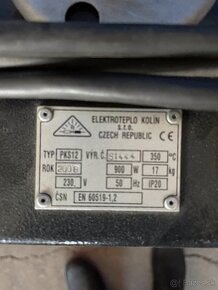 ELEKTROTEPLO KOLÍN
s.r.o.
CZECH REPUBLIC CE
TYP PKS12 VÝR. Č. 350 °C
ROK 900 W 17 kg
230 V 50 Hz IP20
ČSN EN 60519-1,2